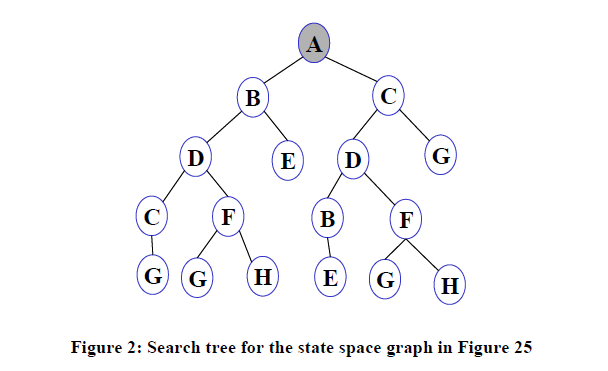 A
B C
D E D G
C F B F
G G H E G H
Figure 2: Search tree for the state space graph in Figure 25